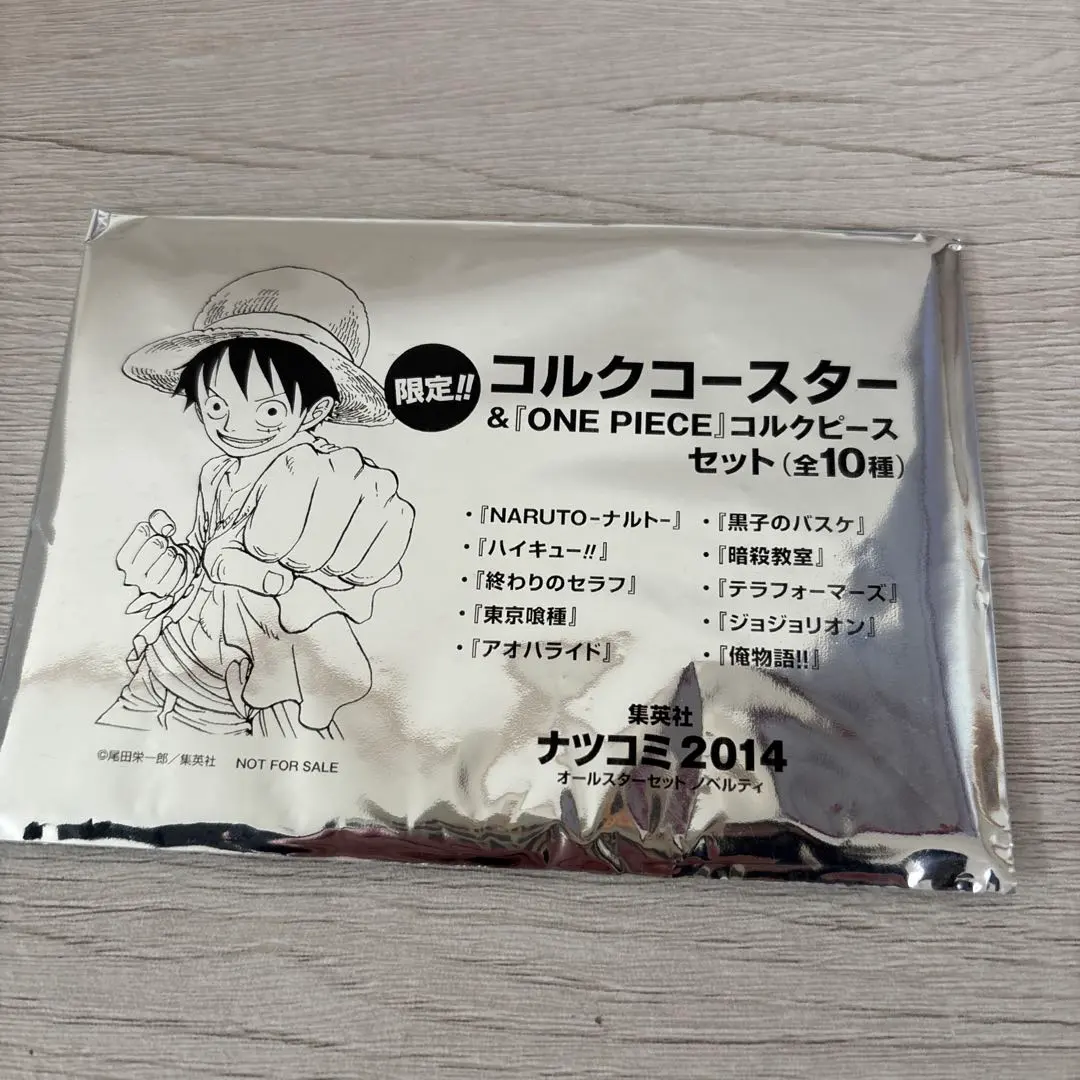 限定!!
コルクコースター
&『ONE PIECE』コルクピース
セット(全10種)
・『NARUTO-ナルト-』
・『ハイキュー!!』
・『終わりのセラフ』
・『東京喰種』
・『アオハライド』
・『黒子のバスケ』
・『暗殺教室』
・『テラフォーマーズ』
・『ジョジョリオン』
・『俺物語!!』
集英社
ナツコミ2014
オールスターセット ノベルティ
©尾田栄一郎/集英社 NOT FOR SALE